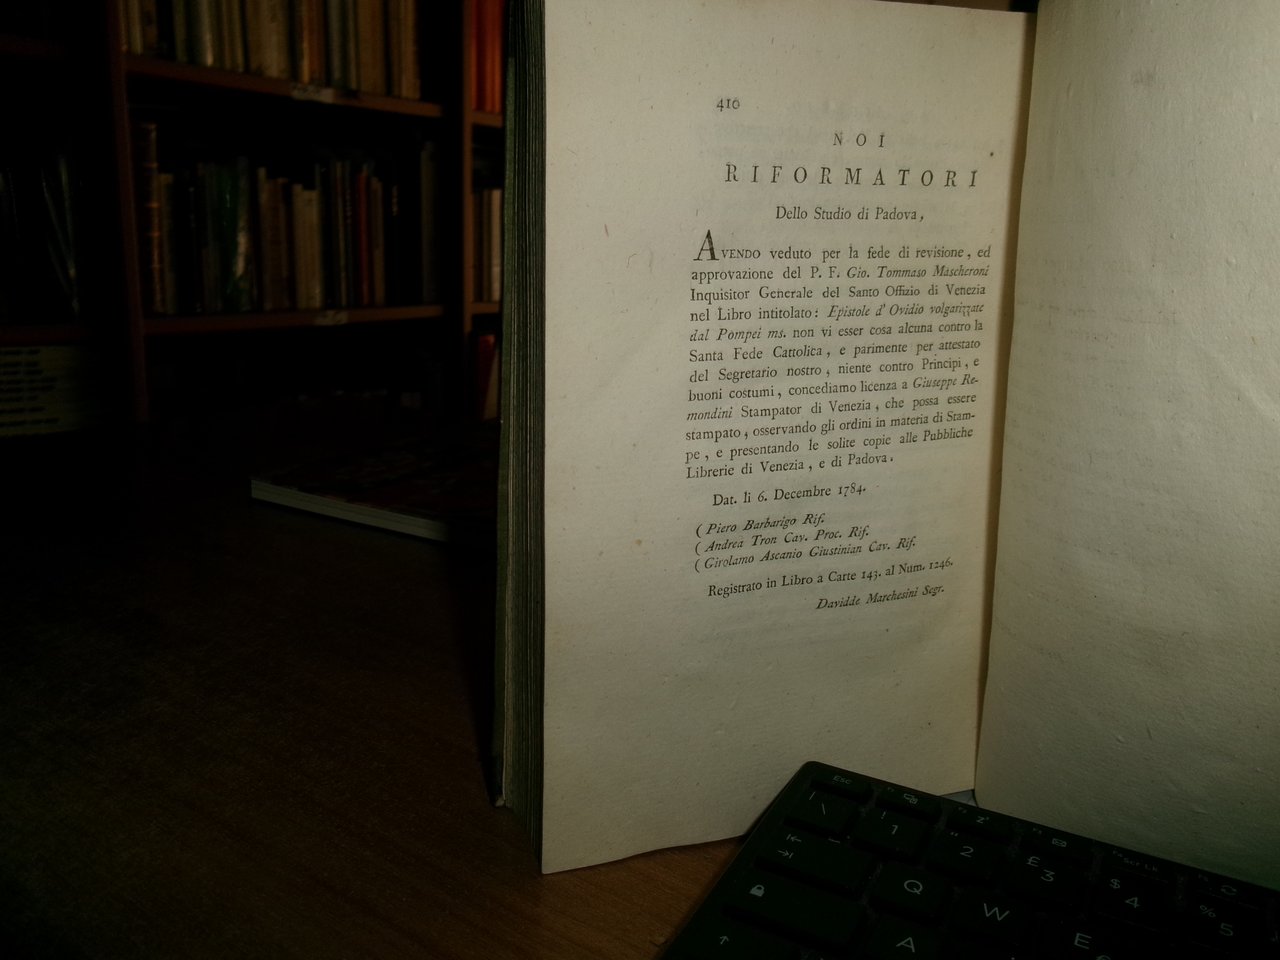 410
NOI
RIFORMATORI
Dello Studio di Padova,
AVENDO veduto per la fede di revisione, ed
approvazione del P. F. Gio. Tommaso Mascheroni
Inquisitor Generale del Santo Offizio di Venezia
nel Libro intitolato: Epistole d' Ovidio volgarizzate
dal Pompei ms. non vi esser cosa alcuna contro la
Santa Fede Cattolica, e parimente per attestato
del Segretario nostro, niente contro Principi, e
buoni costumi, concediamo licenza a Giuseppe Re-
mondini Stampator di Venezia, che possa essere
stampato, osservando gli ordini in materia di Stam-
pe, e presentando le solite copie alle Pubbliche
Librerie di Venezia, e di Padova.
Dat. li 6. Decembre 1784.
( Piero Barbarigo Rif.
( Andrea Tron Cav. Proc. Rif.
( Girolamo Ascanio Giustinian Cav. Rif.
Registrato in Libro a Carte 143. al Num. 1246.
Davidde Marchesini Segr.
ESC
| \ ! 1 " 2 £ 3 $ 4 % 5
Q W E
A